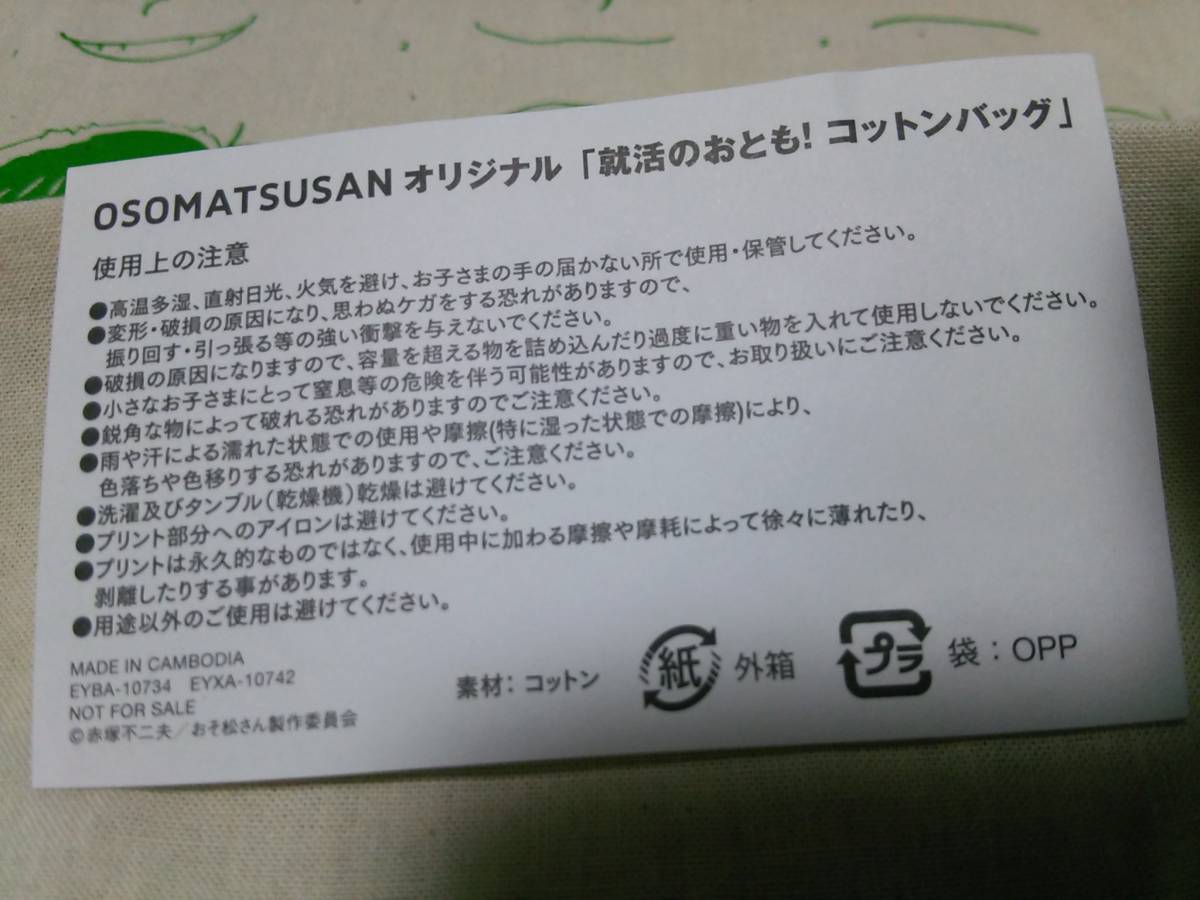 OSOMATSUSAN オリジナル「就活のおとも! コットンバッグ」
使用上の注意
●高温多湿、直射日光、火気を避け、お子さまの手の届かない所で使用・保管してください。
●変形・破損の原因になり、思わぬケガをする恐れがありますので、
振り回す・引っ張る等の強い衝撃を与えないでください。
●破損の原因になりますので、容量を超える物を詰め込んだり過度に重い物を入れて使用しないでください。
●小さなお子さまにとって窒息等の危険を伴う可能性がありますので、お取り扱いにご注意ください。
●鋭角な物によって破れる恐れがありますのでご注意ください。
●雨や汗による濡れた状態での使用や摩擦(特に湿った状態での摩擦)により、
色落ちや色移りする恐れがありますので、ご注意ください。
●洗濯及びタンブル(乾燥機)乾燥は避けてください。
●プリント部分へのアイロンは避けてください。
●プリントは永久的なものではなく、使用中に加わる摩擦や摩耗によって徐々に薄れたり、
剥離したりする事があります。
●用途以外のご使用は避けてください。
MADE IN CAMBODIA
EYBA-10734 EYXA-10742
NOT FOR SALE
©赤塚不二夫/おそ松さん製作委員会
素材:コットン
紙 外箱
プラ 袋:OPP